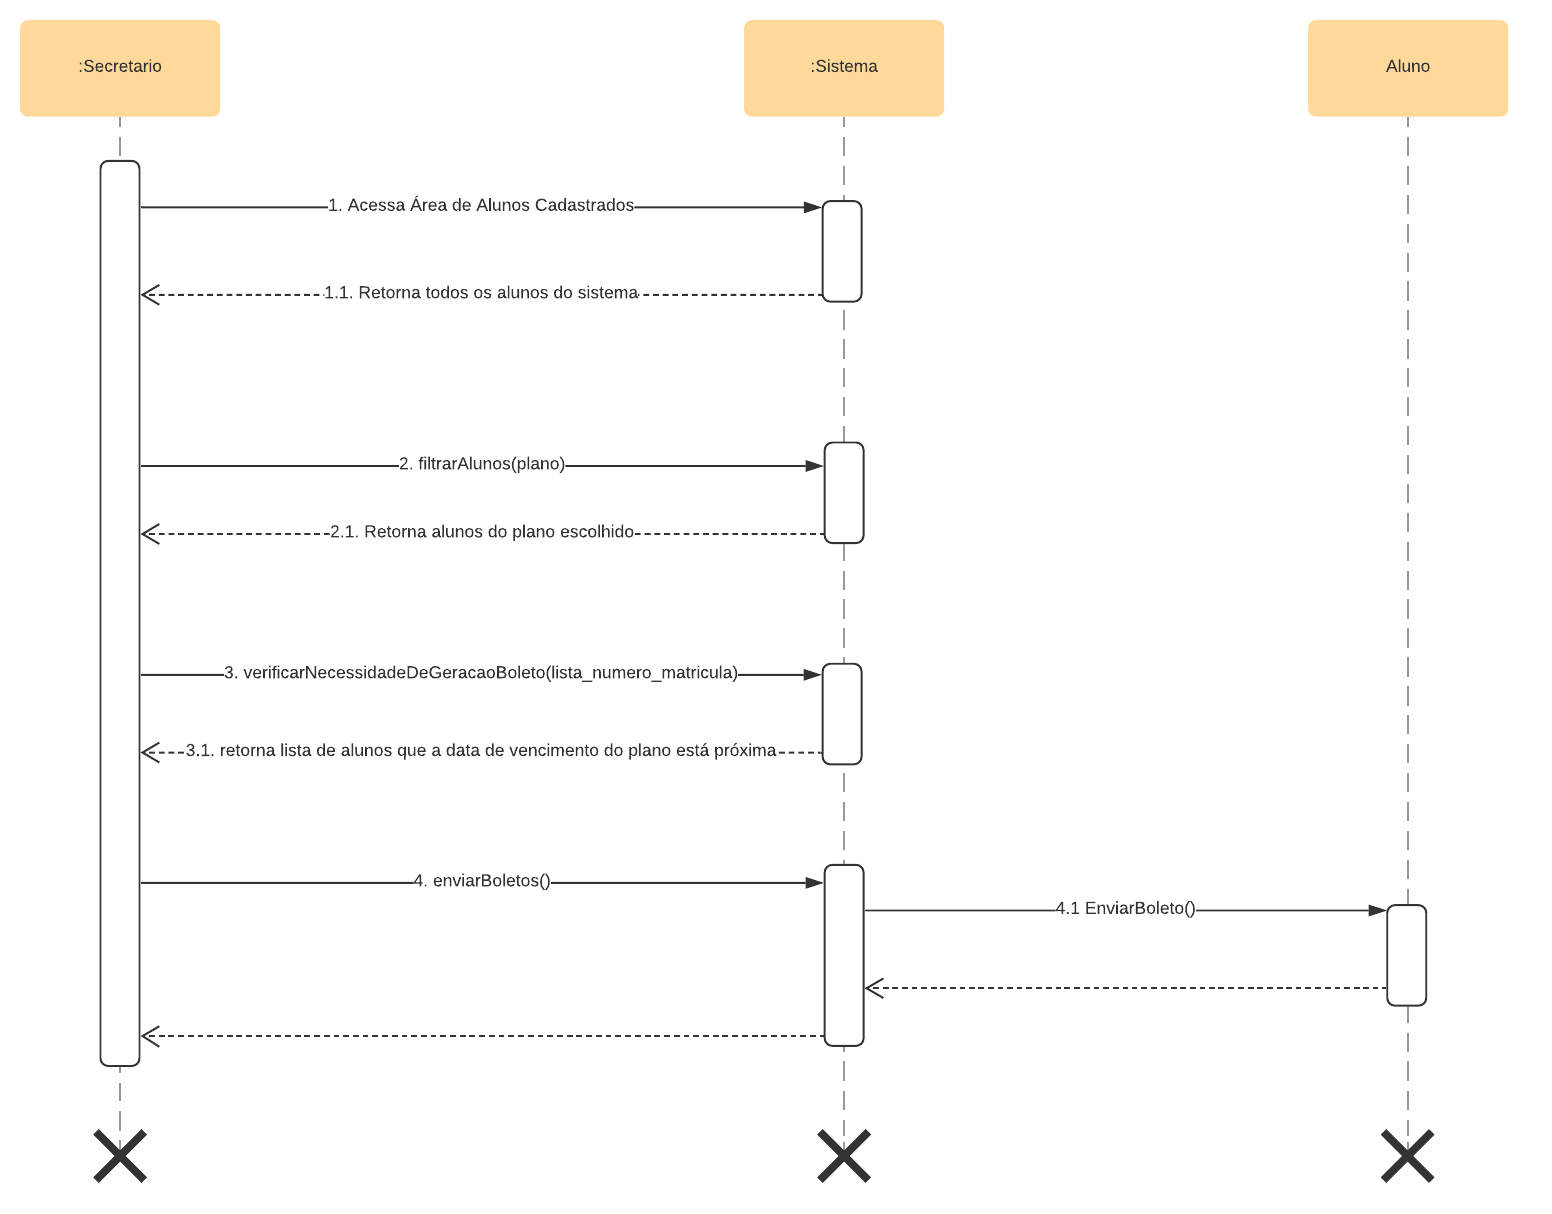 :Secretario
:Sistema
Aluno
1. Acessa Área de Alunos Cadastrados
1.1. Retorna todos os alunos do sistema
2. filtrarAlunos(plano)
2.1. Retorna alunos do plano escolhido
3. verificarNecessidadeDeGeracaoBoleto(lista_numero_matricula)
3.1. retorna lista de alunos que a data de vencimento do plano está próxima
4. enviarBoletos()
4.1 EnviarBoleto()